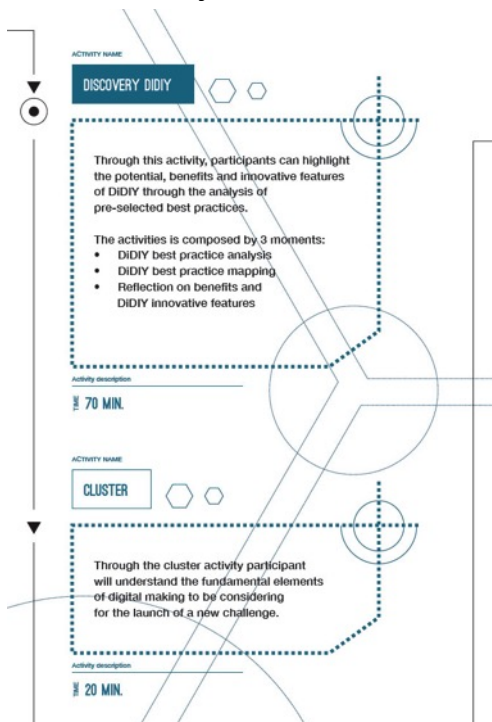 ACTIVITY NAME
DISCOVERY DIDIY
Through this activity, participants can highlight
the potential, benefits and innovative features
of DiDIY through the analysis of
pre-selected best practices.
The activities is composed by 3 moments:
• DiDIY best practice analysis
• DiDIY best practice mapping
• Reflection on benefits and
DiDIY innovative features
Activity description
TIME 70 MIN.
ACTIVITY NAME
CLUSTER
Through the cluster activity participant
will understand the fundamental elements
of digital making to be considering
for the launch of a new challenge.
Activity description
TIME 20 MIN.